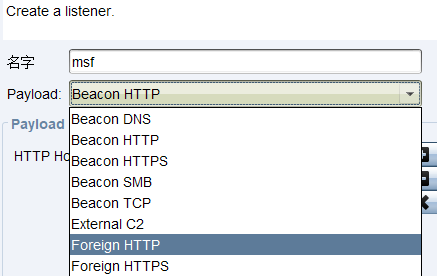 Create a listener.
名字 msf
Payload: Beacon HTTP
Beacon DNS
Payload
Beacon HTTP
HTTP Ho
Beacon HTTPS
Beacon SMB
Beacon TCP
External C2
Foreign HTTP
Foreign HTTPS